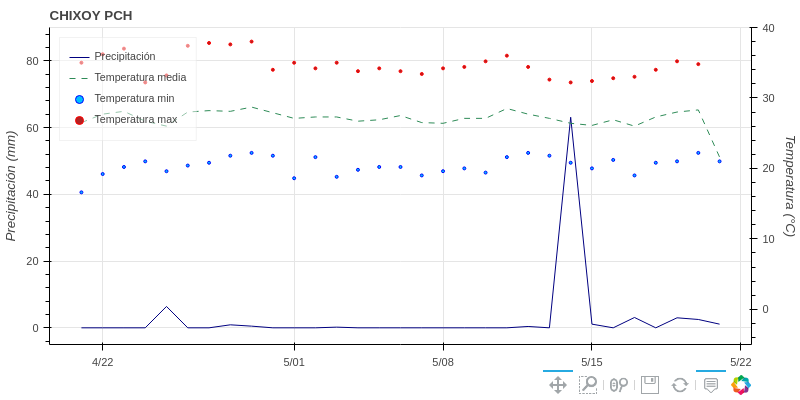 CHIXOY PCH
Precipitación
Temperatura media
Temperatura min
Temperatura max
Precipitación (mm)
80
60
40
20
0
Temperatura (°C)
40
30
20
10
0
4/22
5/01
5/08
5/15
5/22